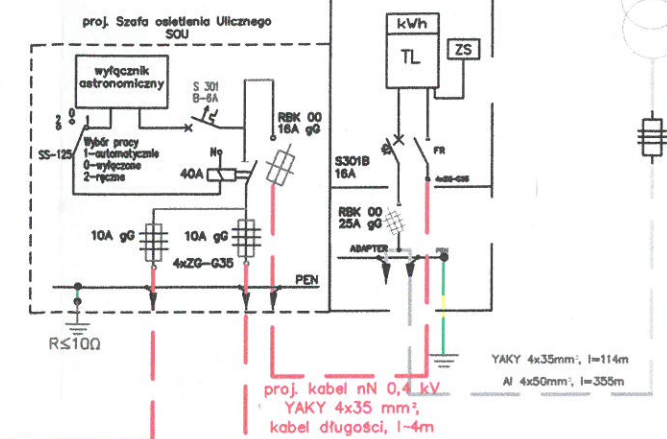 proj. Szafa osietlenia Ulicznego
SOU
wyłącznik
astronomiczny
S 301
B-6A
RBK 00
16A gG
2 0 1
SS-125
Wybór pracy
1-automatycznie
0-wyłączone
2-ręczne
No
40A
10A gG
10A gG
4xZG-G35
PEN
R≤10Ω
kWh
TL
ZS
S301B
16A
FR
4xZG-G35
RBK 00
25A gG
ADAPTER
PEN
proj. kabel nN 0,4 kV
YAKY 4x35 mm²,
kabel długości, l~4m
YAKY 4x35mm², l=114m
Al 4x50mm², l=355m